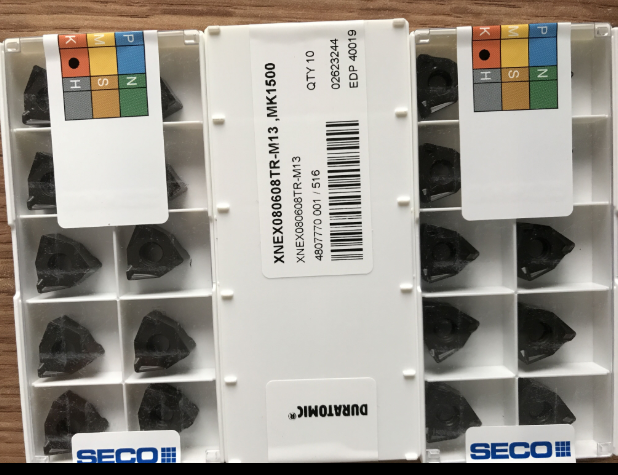 K M P
H S N
XNEX080608TR-M13 ,MK1500
XNEX080608TR-M13
4807770 001 / 516
QTY 10
02623244
EDP 40019
DURATOMIC®
SECO
K M P
H S N
SECO